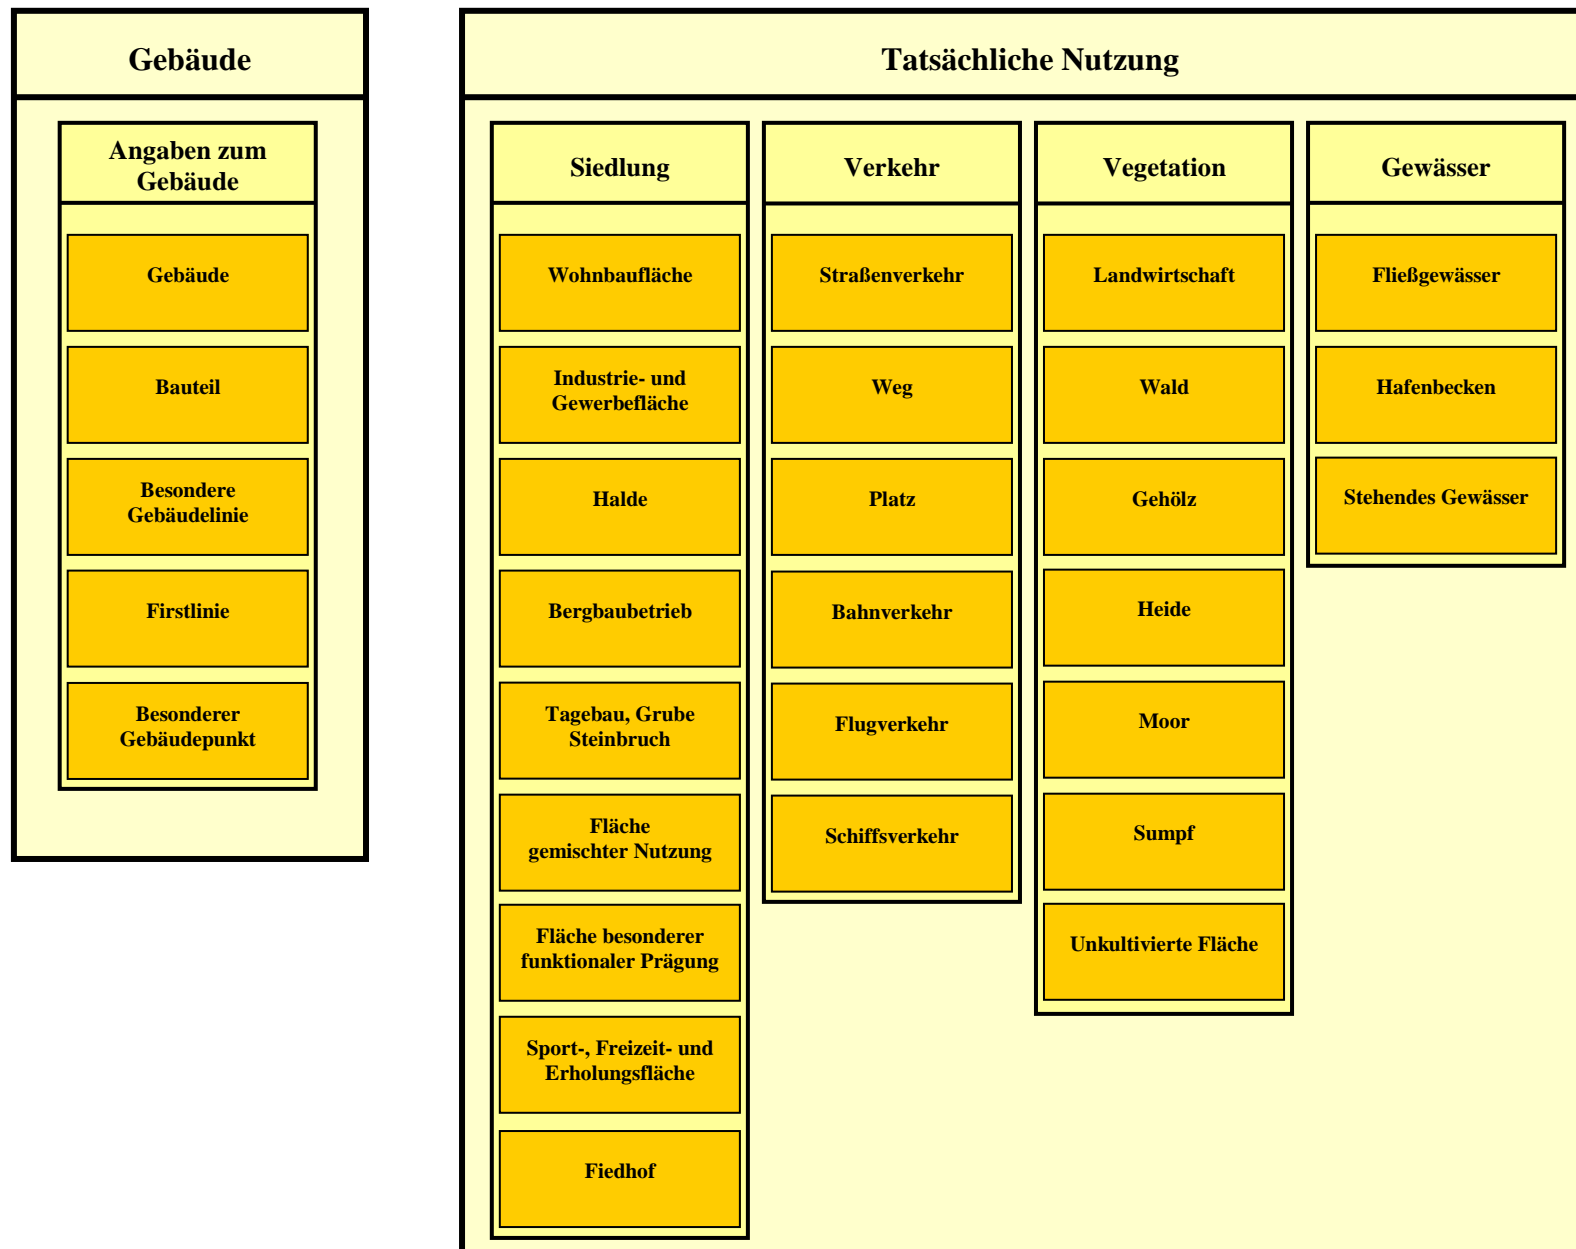 Gebäude
Angaben zum
Gebäude
Gebäude
Bauteil
Besondere
Gebäudelinie
Firstlinie
Besonderer
Gebäudepunkt
Tatsächliche Nutzung
Siedlung
Wohnbaufläche
Industrie- und
Gewerbefläche
Halde
Bergbaubetrieb
Tagebau, Grube
Steinbruch
Fläche
gemischter Nutzung
Fläche besonderer
funktionaler Prägung
Sport-, Freizeit- und
Erholungsfläche
Fiedhof
Verkehr
Straßenverkehr
Weg
Platz
Bahnverkehr
Flugverkehr
Schiffsverkehr
Vegetation
Landwirtschaft
Wald
Gehölz
Heide
Moor
Sumpf
Unkultivierte Fläche
Gewässer
Fließgewässer
Hafenbecken
Stehendes Gewässer